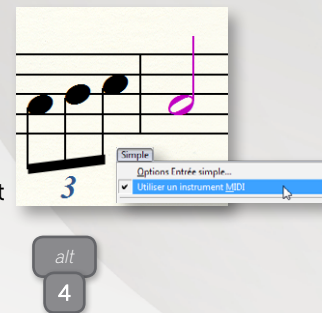 Simple
Options Entrée simple...
✔ Utiliser un instrument MIDI
t
3
alt
4